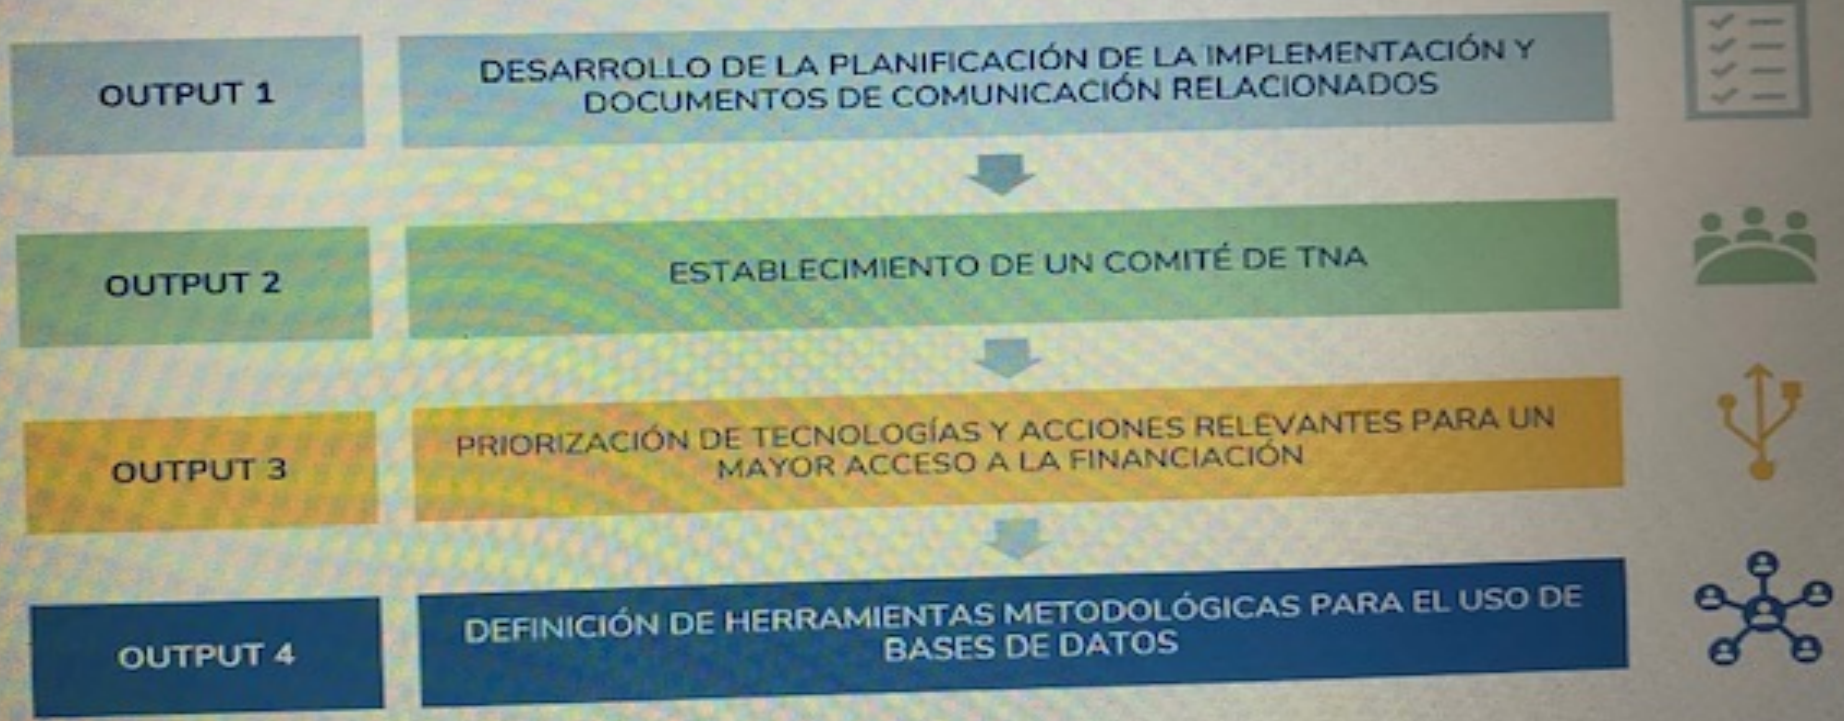 OUTPUT 1
DESARROLLO DE LA PLANIFICACIÓN DE LA IMPLEMENTACIÓN Y
DOCUMENTOS DE COMUNICACIÓN RELACIONADOS
OUTPUT 2
ESTABLECIMIENTO DE UN COMITÉ DE TNA
OUTPUT 3
PRIORIZACIÓN DE TECNOLOGÍAS Y ACCIONES RELEVANTES PARA UN
MAYOR ACCESO A LA FINANCIACIÓN
OUTPUT 4
DEFINICIÓN DE HERRAMIENTAS METODOLÓGICAS PARA EL USO DE
BASES DE DATOS